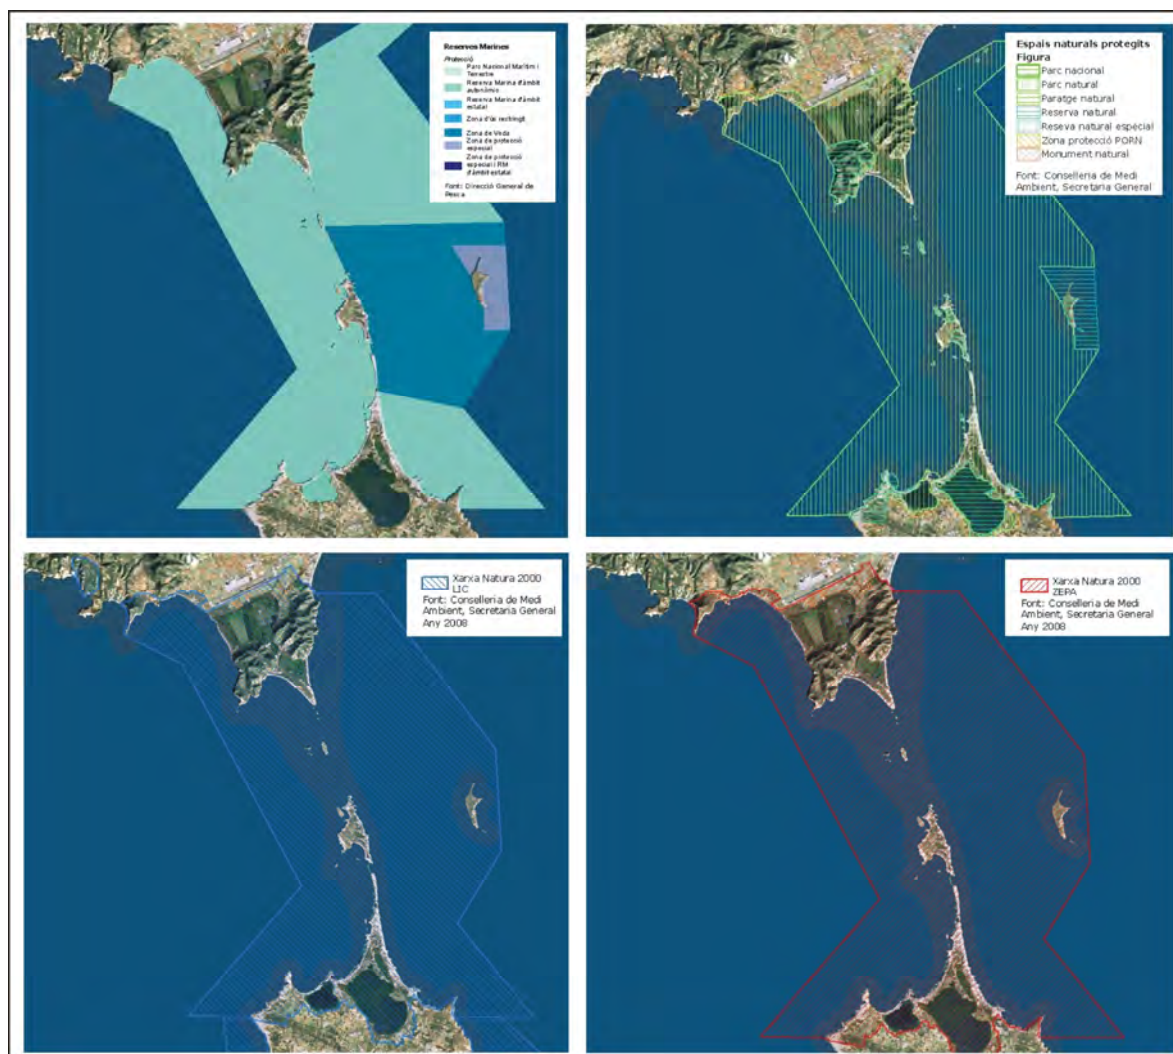 Reserves Marines
Protecció
Parc Nacional Marítim i
Terrestre
Reserva Marina d'àmbit
autonòmic
Reserva Marina d'àmbit
estatal
Zona d'ús restringit
Zona de Veda
Zona de protecció
especial
Zona de protecció
especial i RM
d'àmbit estatal
Font: Direcció General de
Pesca
Espais naturals protegits
Figura
Parc nacional
Parc natural
Paratge natural
Reserva natural
Reseva natural especial
Zona protecció PORN
Monument natural
Font: Conselleria de Medi
Ambient, Secretaria General
Xarxa Natura 2000
LIC
Font: Conselleria de Medi
Ambient, Secretaria General
Any 2008
Xarxa Natura 2000
ZEPA
Font: Conselleria de Medi
Ambient, Secretaria General
Any 2008